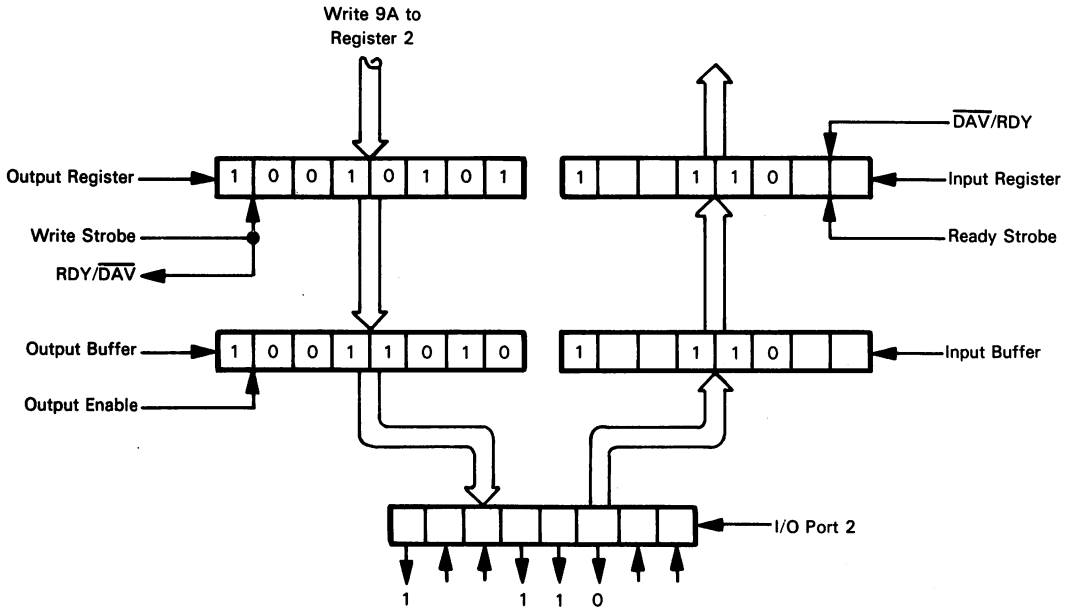 Write 9A to
Register 2
DAV/RDY
Output Register
1 0 0 1 0 1 0 1
1 1 1 0
Input Register
Write Strobe
Ready Strobe
RDY/DAV
Output Buffer
1 0 0 1 1 0 1 0
1 1 1 0
Input Buffer
Output Enable
I/O Port 2
1 1 1 0